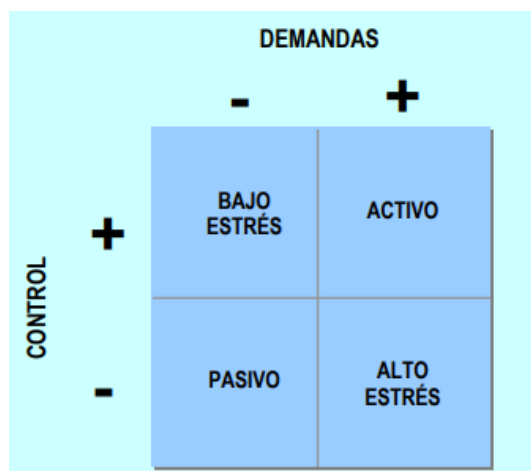 DEMANDAS
- +
BAJO
ESTRÉS
ACTIVO
+
CONTROL
-
PASIVO
ALTO
ESTRÉS